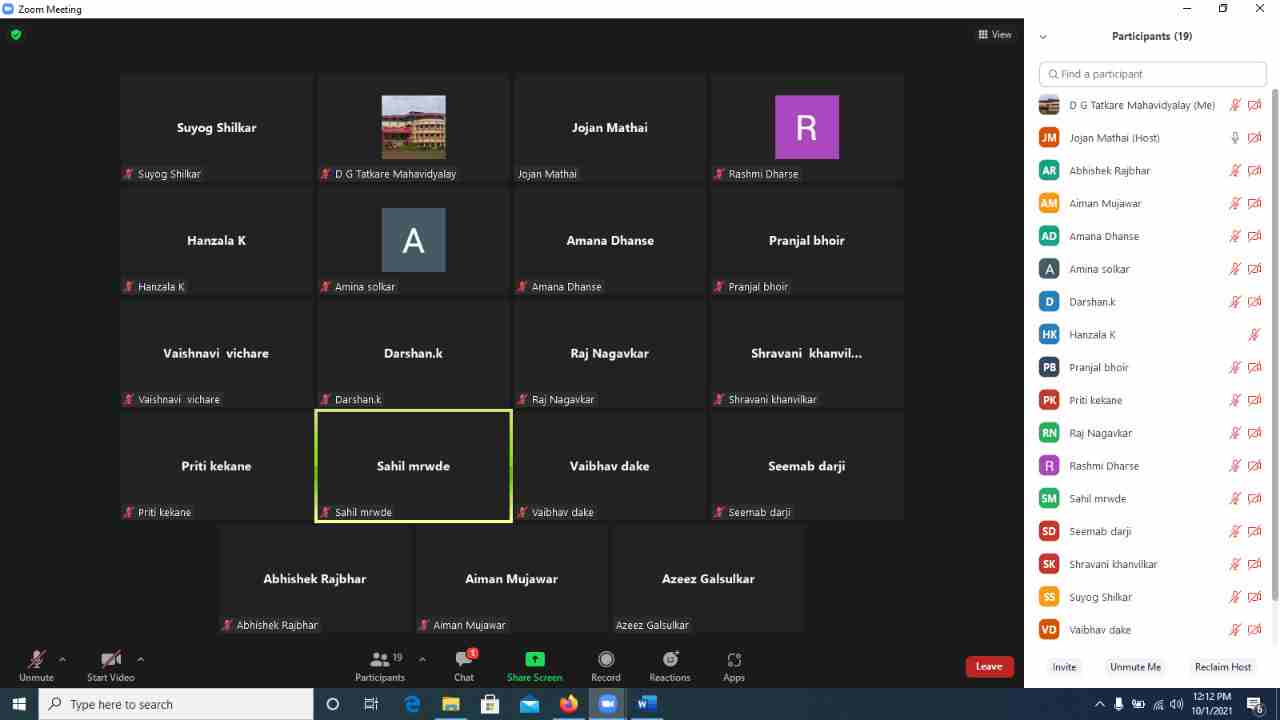 Zoom Meeting
View
Suyog Shilkar
Suyog Shilkar
D G Tatkare Mahavidyalay
Jojan Mathai
Jojan Mathai
R
Rashmi Dharse
Hanzala K
Hanzala K
A
Amina solkar
Amana Dhanse
Amana Dhanse
Pranjal bhoir
Pranjal bhoir
Vaishnavi vichare
Vaishnavi vichare
Darshan.k
Darshan.k
Raj Nagavkar
Raj Nagavkar
Shravani khanvil...
Shravani khanvilkar
Priti kekane
Priti kekane
Sahil mrwde
Sahil mrwde
Vaibhav dake
Vaibhav dake
Seemab darji
Seemab darji
Abhishek Rajbhar
Abhishek Rajbhar
Aiman Mujawar
Aiman Mujawar
Azeez Galsulkar
Azeez Galsulkar
Participants (19)
Find a participant
D G Tatkare Mahavidyalay (Me)
JM Jojan Mathai (Host)
AR Abhishek Rajbhar
AM Aiman Mujawar
AD Amana Dhanse
A Amina solkar
D Darshan.k
HK Hanzala K
PB Pranjal bhoir
PK Priti kekane
RN Raj Nagavkar
R Rashmi Dharse
SM Sahil mrwde
SD Seemab darji
SK Shravani khanvilkar
SS Suyog Shilkar
VD Vaibhav dake
Invite Unmute Me Reclaim Host
Unmute
Start Video
19
Participants
1
Chat
Share Screen
Record
Reactions
Apps
Leave
Type here to search
12:12 PM
10/1/2021
6